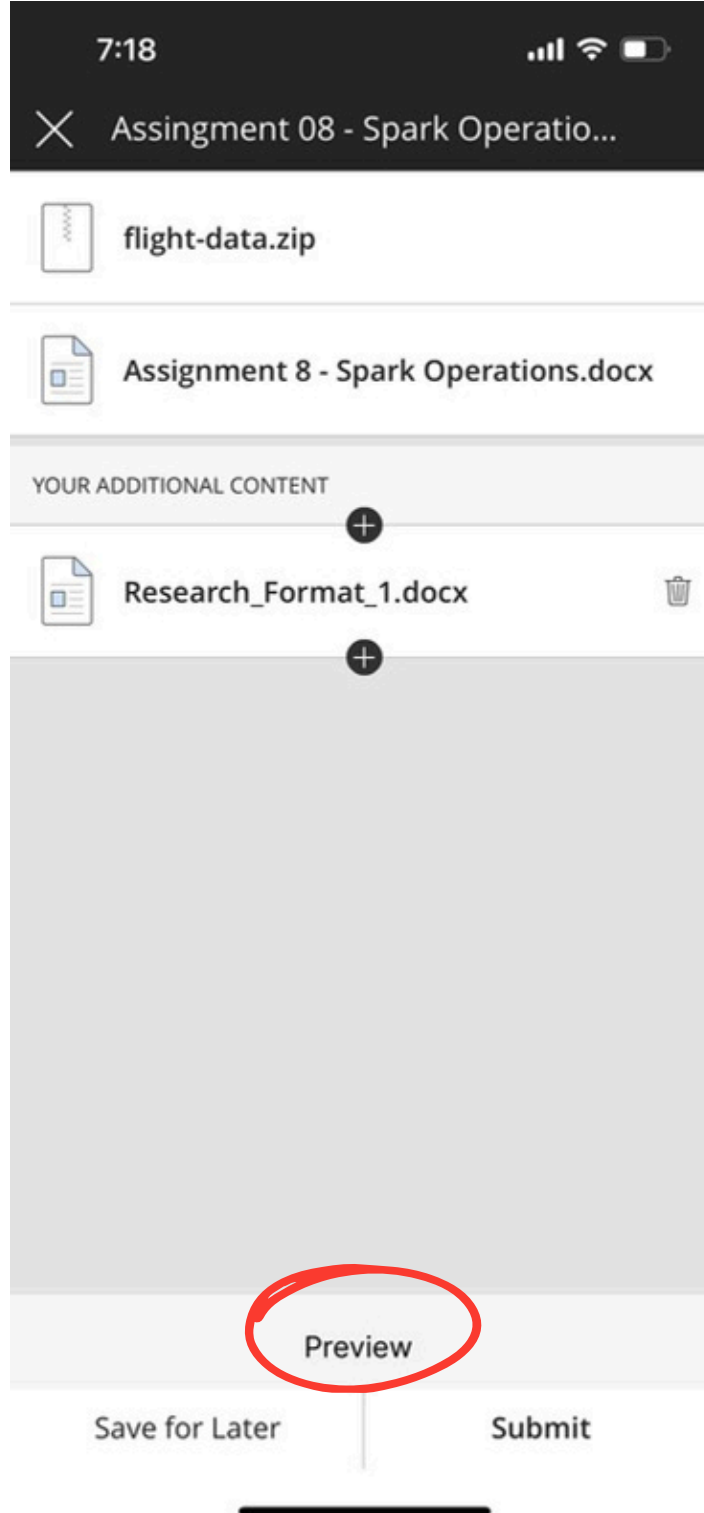 7:18
Assingment 08 - Spark Operatio...
flight-data.zip
Assignment 8 - Spark Operations.docx
YOUR ADDITIONAL CONTENT
Research_Format_1.docx
Preview
Save for Later
Submit